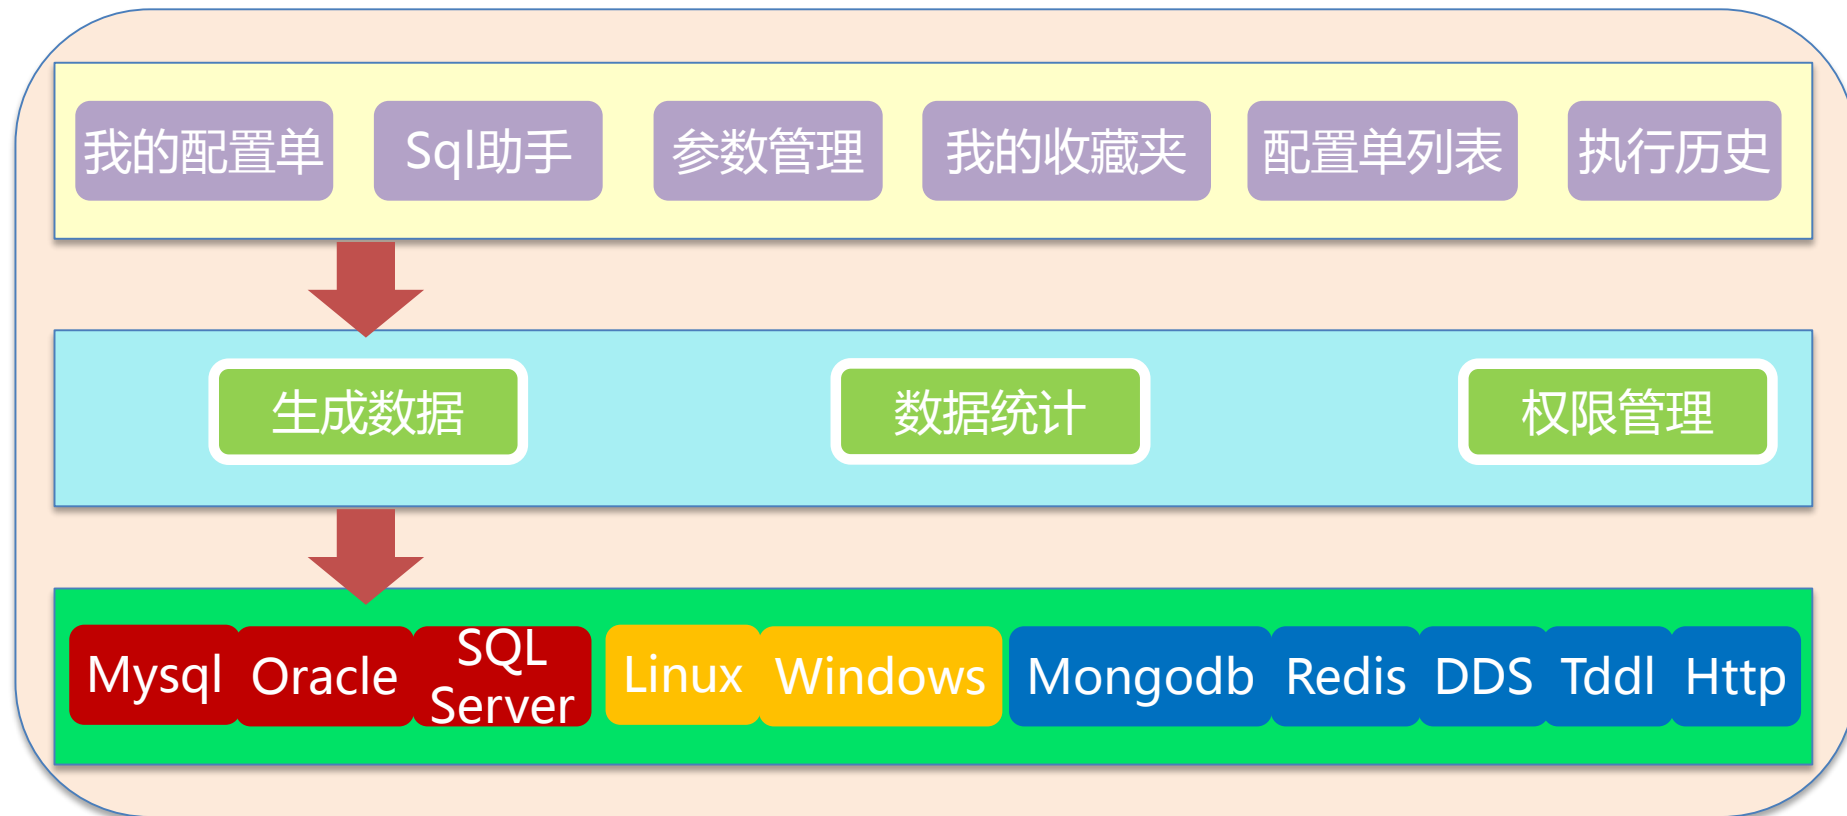 我的配置单
Sql助手
参数管理
我的收藏夹
配置单列表
执行历史
生成数据
数据统计
权限管理
Mysql
Oracle
SQL
Server
Linux
Windows
Mongodb
Redis
DDS
Tddl
Http